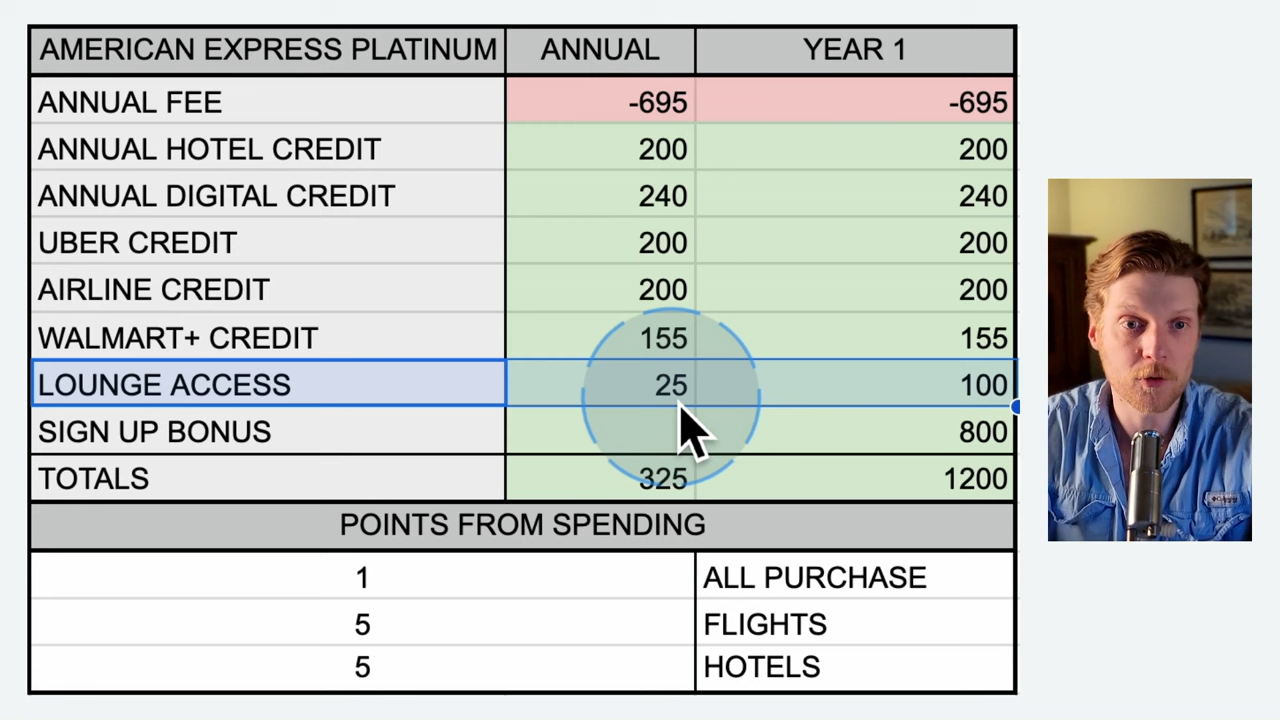 AMERICAN EXPRESS PLATINUM ANNUAL YEAR 1
ANNUAL FEE -695 -695
ANNUAL HOTEL CREDIT 200 200
ANNUAL DIGITAL CREDIT 240 240
UBER CREDIT 200 200
AIRLINE CREDIT 200 200
WALMART+ CREDIT 155 155
LOUNGE ACCESS 25 100
SIGN UP BONUS 800
TOTALS 325 1200
POINTS FROM SPENDING
1 ALL PURCHASE
5 FLIGHTS
5 HOTELS